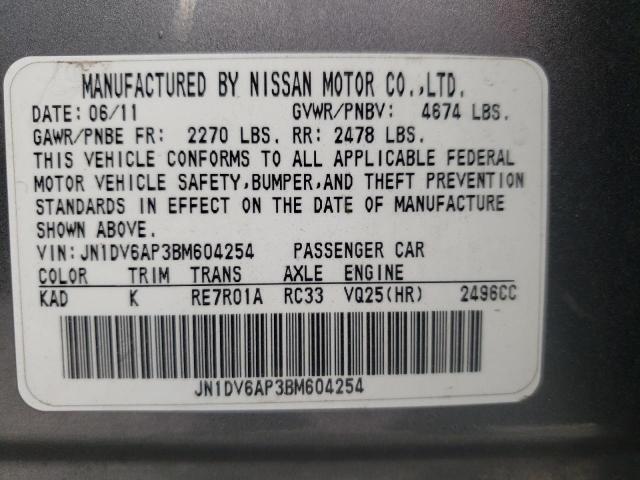 MANUFACTURED BY NISSAN MOTOR CO.,LTD.
DATE: 06/11 GVWR/PNBV: 4674 LBS.
GAWR/PNBE FR: 2270 LBS. RR: 2478 LBS.
THIS VEHICLE CONFORMS TO ALL APPLICABLE FEDERAL
MOTOR VEHICLE SAFETY,BUMPER,AND THEFT PREVENTION
STANDARDS IN EFFECT ON THE DATE OF MANUFACTURE
SHOWN ABOVE.
VIN:JN1DV6AP3BM604254 PASSENGER CAR
COLOR TRIM TRANS AXLE ENGINE
KAD K RE7R01A RC33 VQ25(HR) 2496CC
JN1DV6AP3BM604254